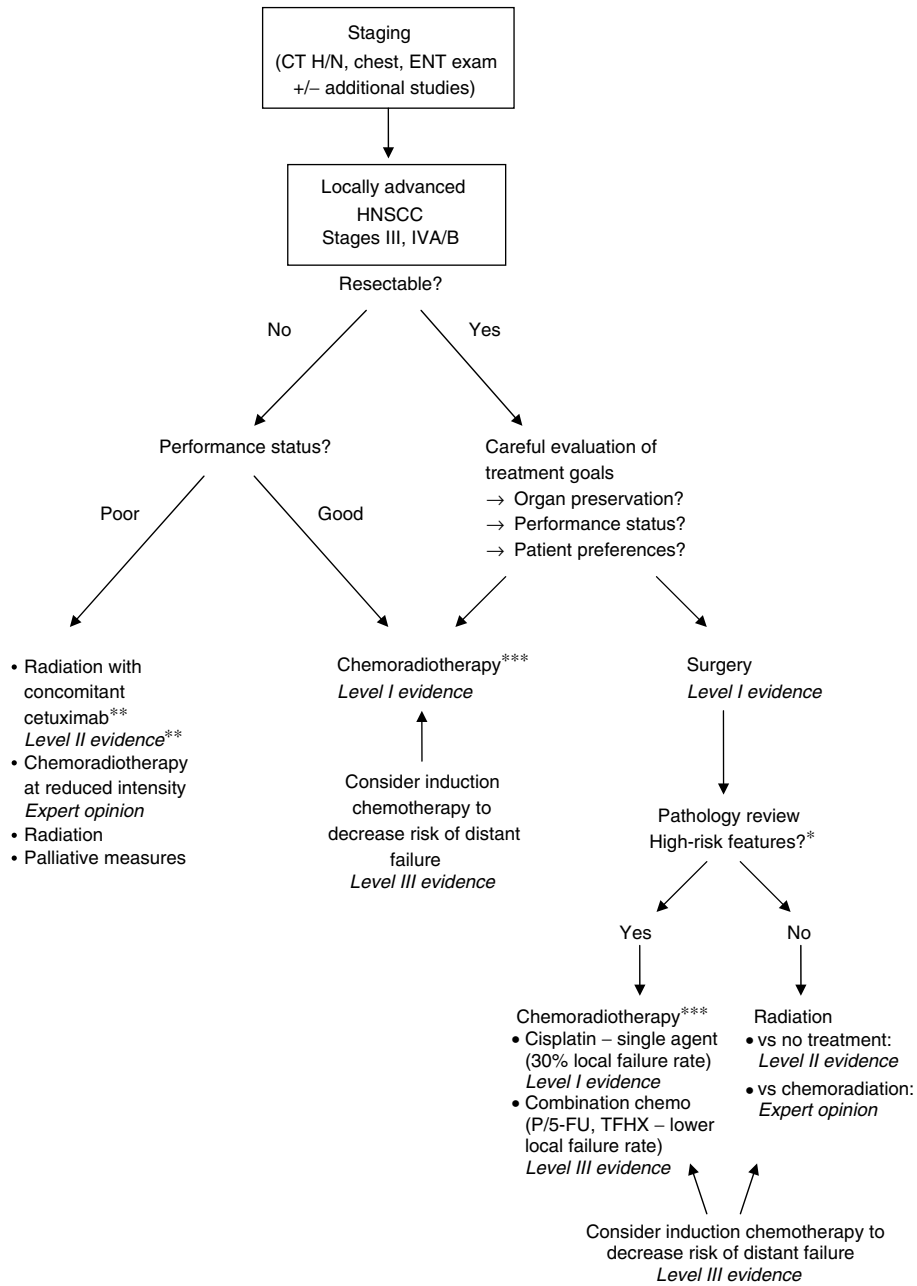 Staging
(CT H/N, chest, ENT exam
+/− additional studies)
Locally advanced
HNSCC
Stages III, IVA/B
Resectable?
No
Yes
Performance status?
Poor
Good
Careful evaluation of
treatment goals
→ Organ preservation?
→ Performance status?
→ Patient preferences?
• Radiation with
concomitant
cetuximab**
Level II evidence**
• Chemoradiotherapy
at reduced intensity
Expert opinion
• Radiation
• Palliative measures
Chemoradiotherapy***
Level I evidence
Consider induction
chemotherapy to
decrease risk of distant
failure
Level III evidence
Surgery
Level I evidence
Pathology review
High-risk features?*
Yes
No
Chemoradiotherapy***
• Cisplatin – single agent
(30% local failure rate)
Level I evidence
• Combination chemo
(P/5-FU, TFHX – lower
local failure rate)
Level III evidence
Radiation
• vs no treatment:
Level II evidence
• vs chemoradiation:
Expert opinion
Consider induction chemotherapy to
decrease risk of distant failure
Level III evidence